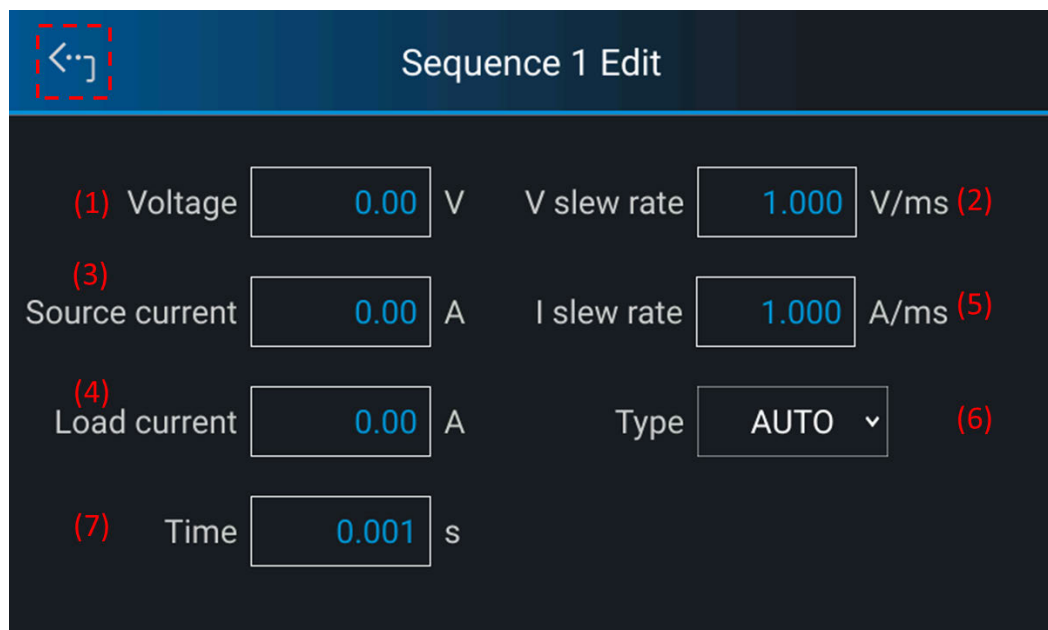 Sequence 1 Edit
(1) Voltage 0.00 V V slew rate 1.000 V/ms (2)
(3)
Source current 0.00 A I slew rate 1.000 A/ms (5)
(4)
Load current 0.00 A Type AUTO (6)
(7) Time 0.001 s